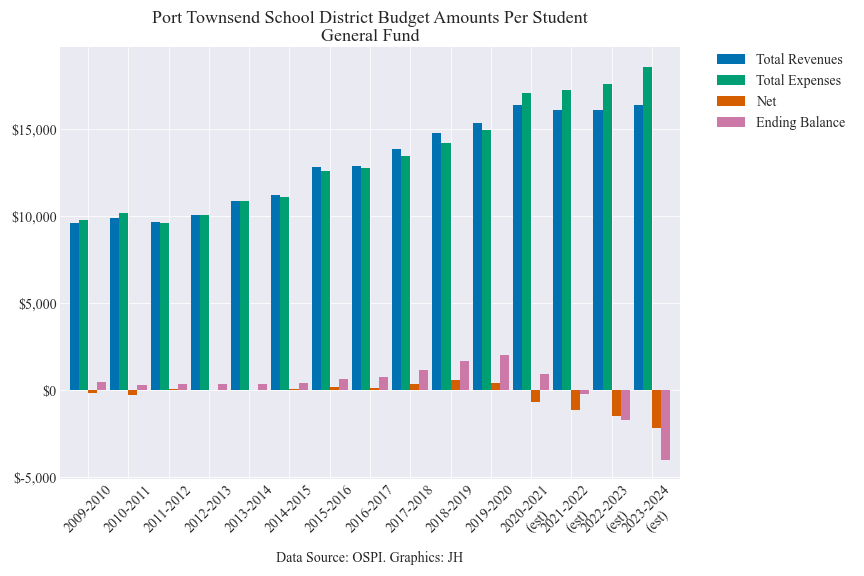 Port Townsend School District Budget Amounts Per Student
General Fund
Total Revenues
Total Expenses
Net
Ending Balance
$15,000
$10,000
$5,000
$0
$-5,000
2009-2010
2010-2011
2011-2012
2012-2013
2013-2014
2014-2015
2015-2016
2016-2017
2017-2018
2018-2019
2019-2020
2020-2021
(est)
2021-2022
(est)
2022-2023
(est)
2023-2024
(est)
Data Source: OSPI. Graphics: JH